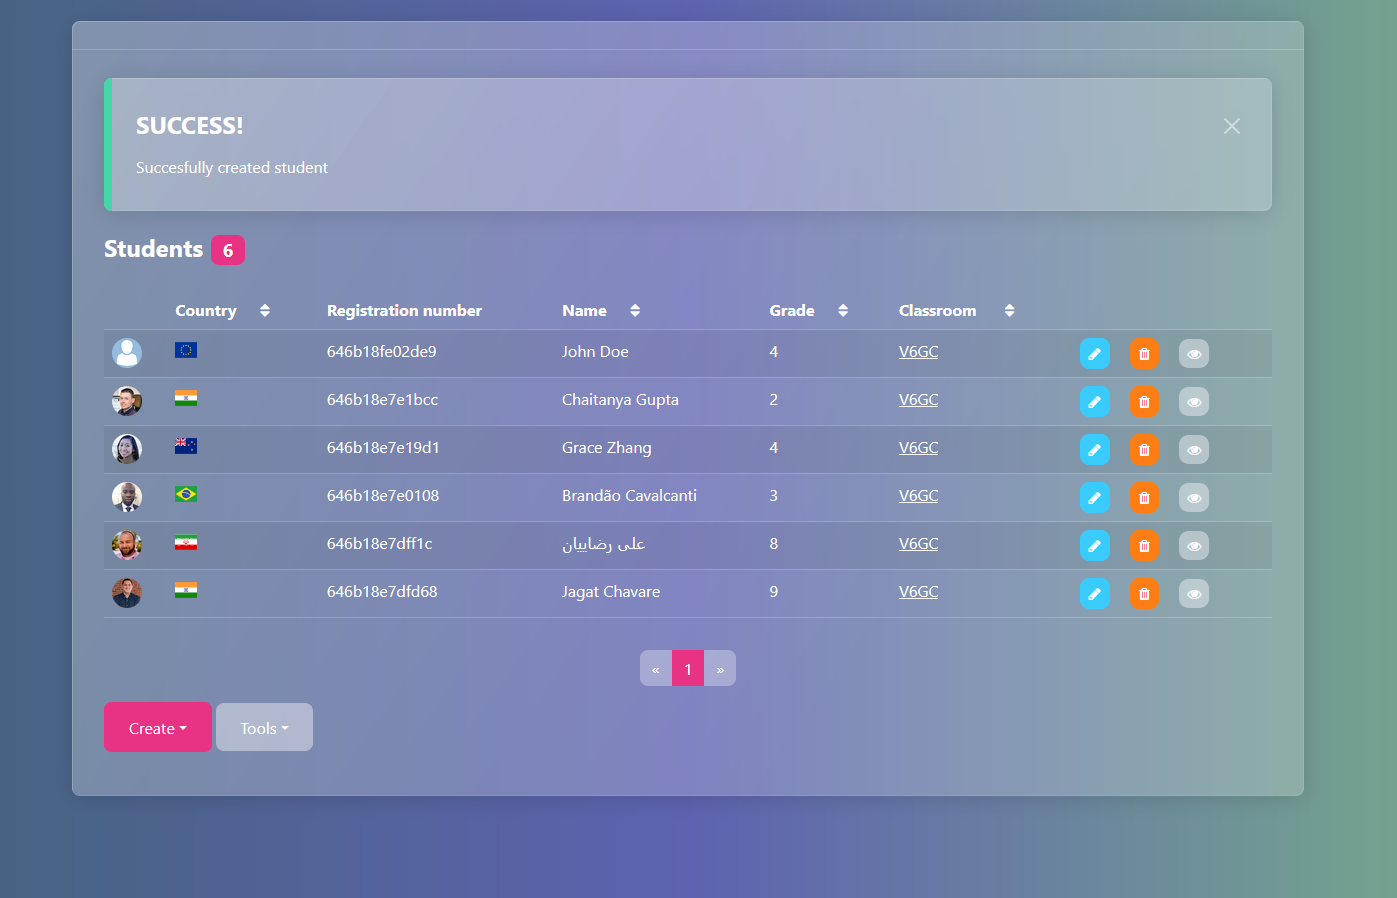 SUCCESS!
Succesfully created student
Students 6
Country Registration number Name Grade Classroom
646b18fe02de9 John Doe 4 V6GC
646b18e7e1bcc Chaitanya Gupta 2 V6GC
646b18e7e19d1 Grace Zhang 4 V6GC
646b18e7e0108 Brandão Cavalcanti 3 V6GC
646b18e7dff1c علی رضاییان 8 V6GC
646b18e7dfd68 Jagat Chavare 9 V6GC
« 1 »
Create Tools